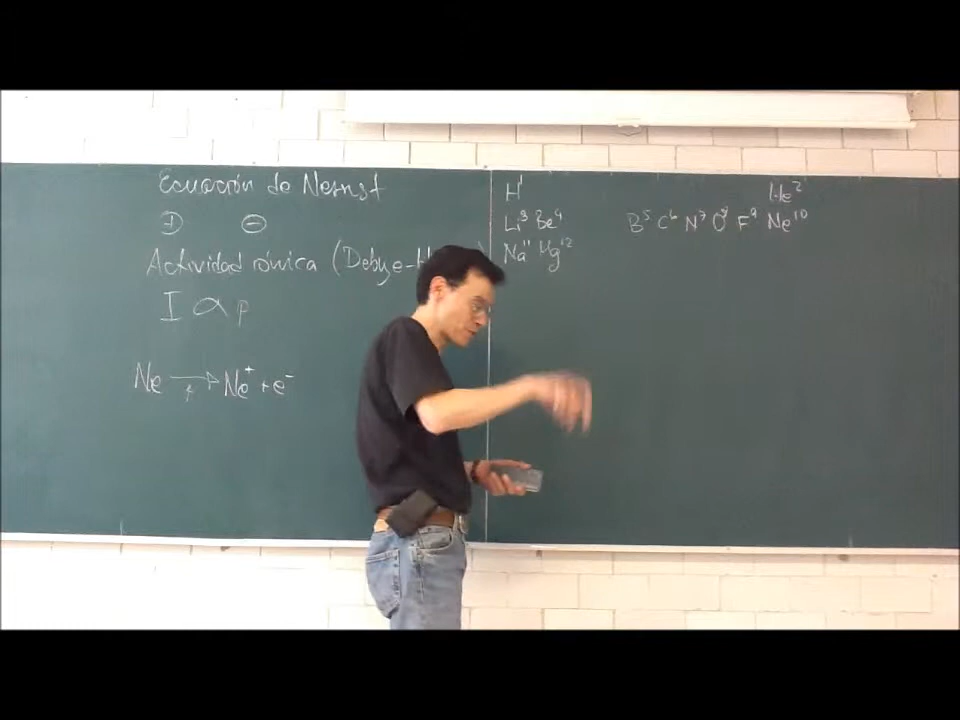 Ecuación de Nernst
⊖
Actividad iónica (Debye-H
I α p
Ne → Ne⁺ + e⁻
H¹ He²
Li³ Be⁴ B⁵ C⁶ N⁷ O⁸ F⁹ Ne¹⁰
Na¹¹ Mg¹²